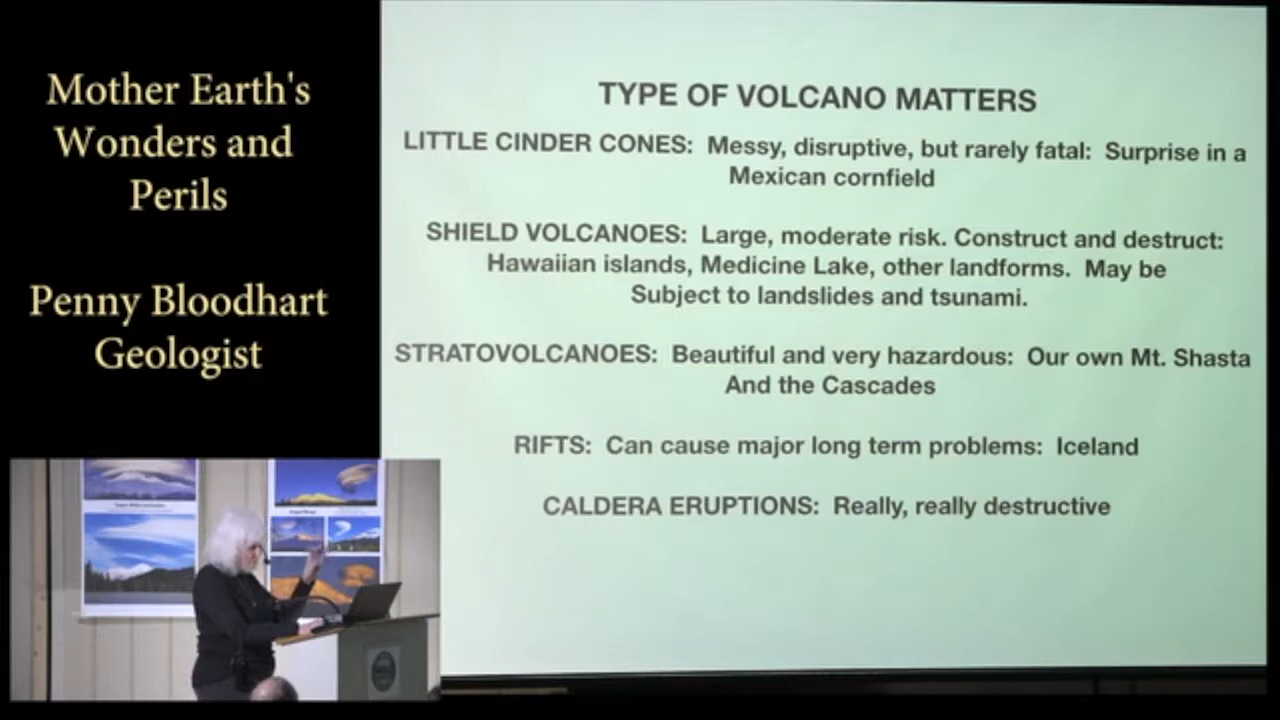 Mother Earth's
Wonders and
Perils
Penny Bloodhart
Geologist
TYPE OF VOLCANO MATTERS
LITTLE CINDER CONES: Messy, disruptive, but rarely fatal: Surprise in a
Mexican cornfield
SHIELD VOLCANOES: Large, moderate risk. Construct and destruct:
Hawaiian islands, Medicine Lake, other landforms. May be
Subject to landslides and tsunami.
STRATOVOLCANOES: Beautiful and very hazardous: Our own Mt. Shasta
And the Cascades
RIFTS: Can cause major long term problems: Iceland
CALDERA ERUPTIONS: Really, really destructive